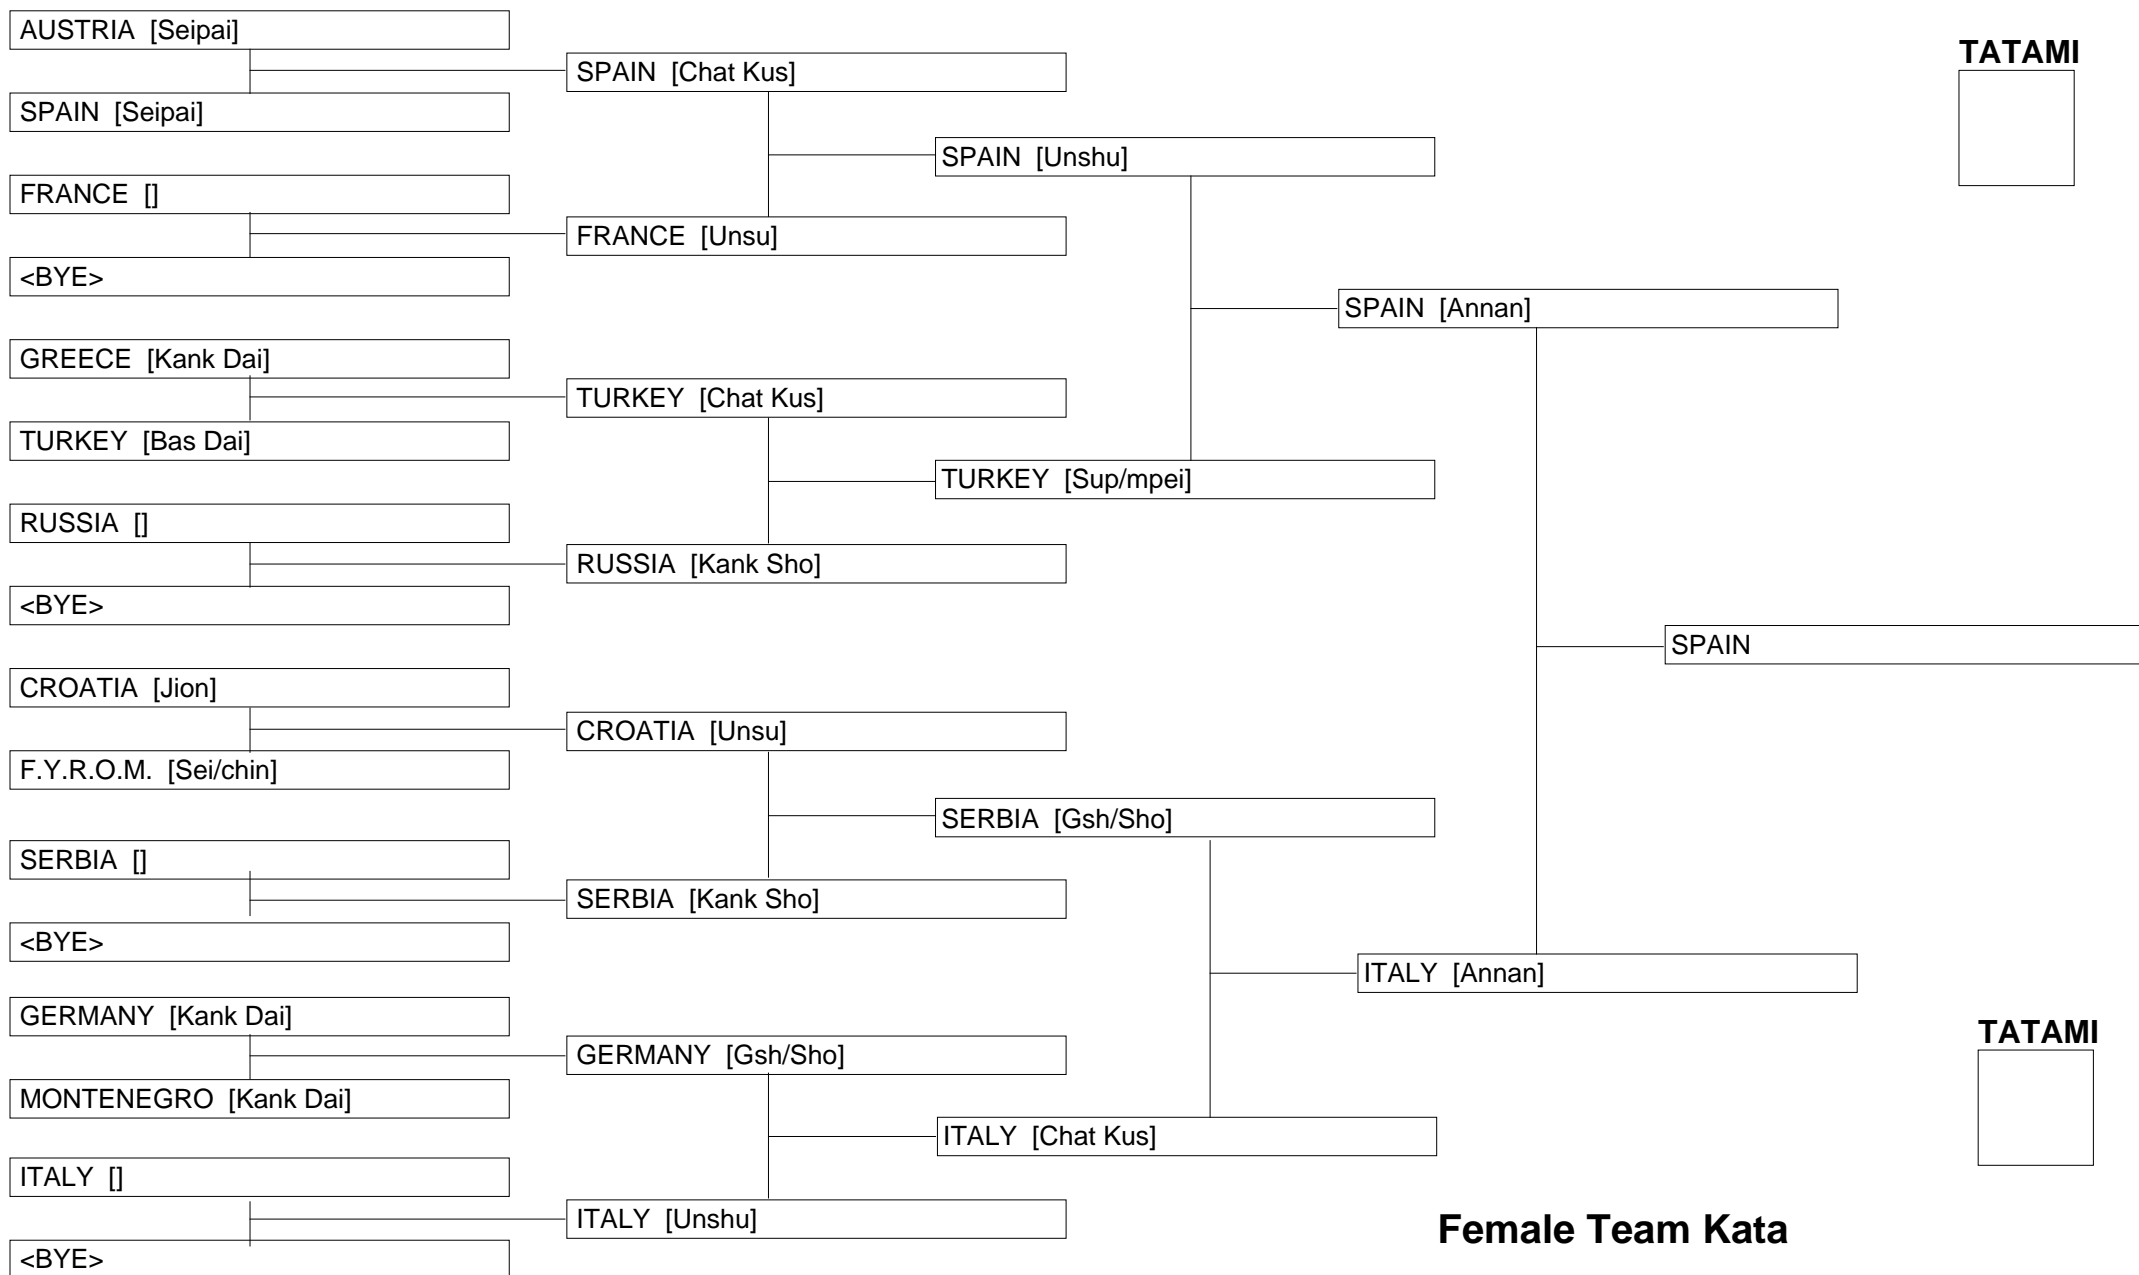 AUSTRIA [Seipai]
SPAIN [Seipai]
FRANCE []
<BYE>
GREECE [Kank Dai]
TURKEY [Bas Dai]
RUSSIA []
<BYE>
CROATIA [Jion]
F.Y.R.O.M. [Sei/chin]
SERBIA []
<BYE>
GERMANY [Kank Dai]
MONTENEGRO [Kank Dai]
ITALY []
<BYE>
SPAIN [Chat Kus]
FRANCE [Unsu]
TURKEY [Chat Kus]
RUSSIA [Kank Sho]
CROATIA [Unsu]
SERBIA [Kank Sho]
GERMANY [Gsh/Sho]
ITALY [Unshu]
SPAIN [Unshu]
TURKEY [Sup/mpei]
SERBIA [Gsh/Sho]
ITALY [Chat Kus]
SPAIN [Annan]
ITALY [Annan]
SPAIN
TATAMI
TATAMI
Female Team Kata